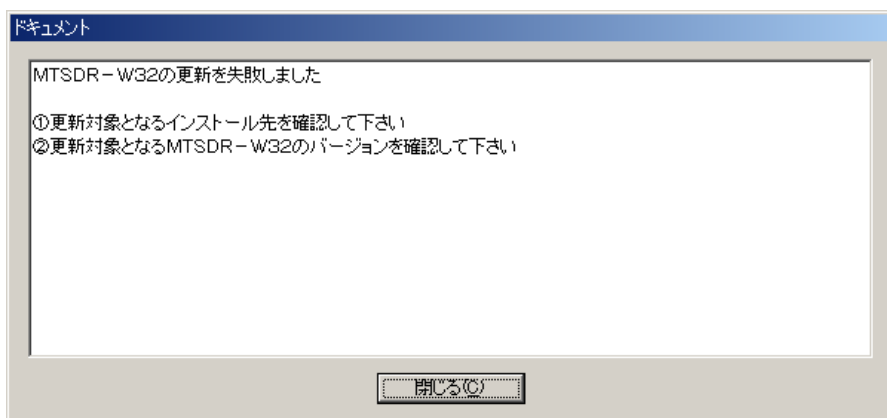 ドキュメント
MTSDR－W32の更新を失敗しました
①更新対象となるインストール先を確認して下さい
②更新対象となるMTSDR－W32のバージョンを確認して下さい
閉じる(C)